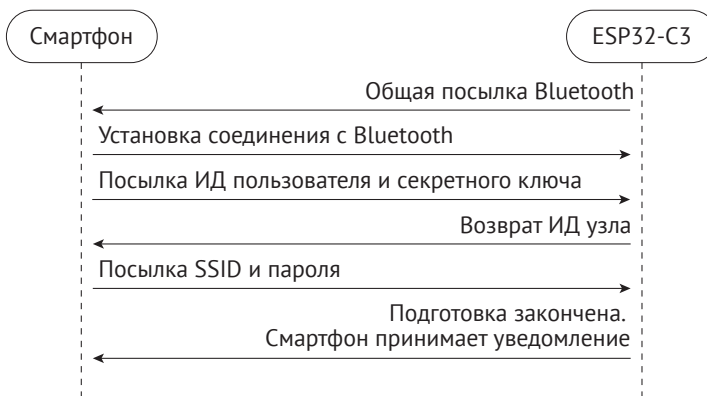 Смартфон
ESP32-C3
Общая посылка Bluetooth
Установка соединения с Bluetooth
Посылка ИД пользователя и секретного ключа
Возврат ИД узла
Посылка SSID и пароля
Подготовка закончена.
Смартфон принимает уведомление